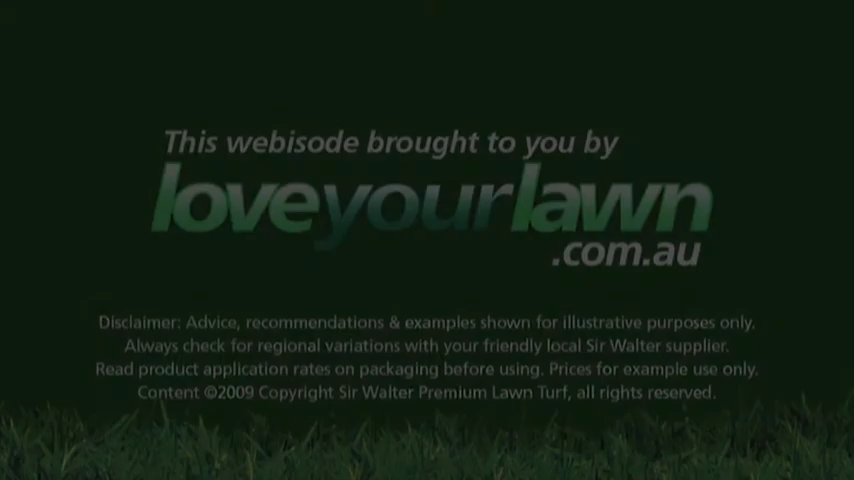 This webisode brought to you by
loveyourlawn
.com.au
Disclaimer: Advice, recommendations & examples shown for illustrative purposes only.
Always check for regional variations with your friendly local Sir Walter supplier.
Read product application rates on packaging before using. Prices for example use only.
Content ©2009 Copyright Sir Walter Premium Lawn Turf, all rights reserved.